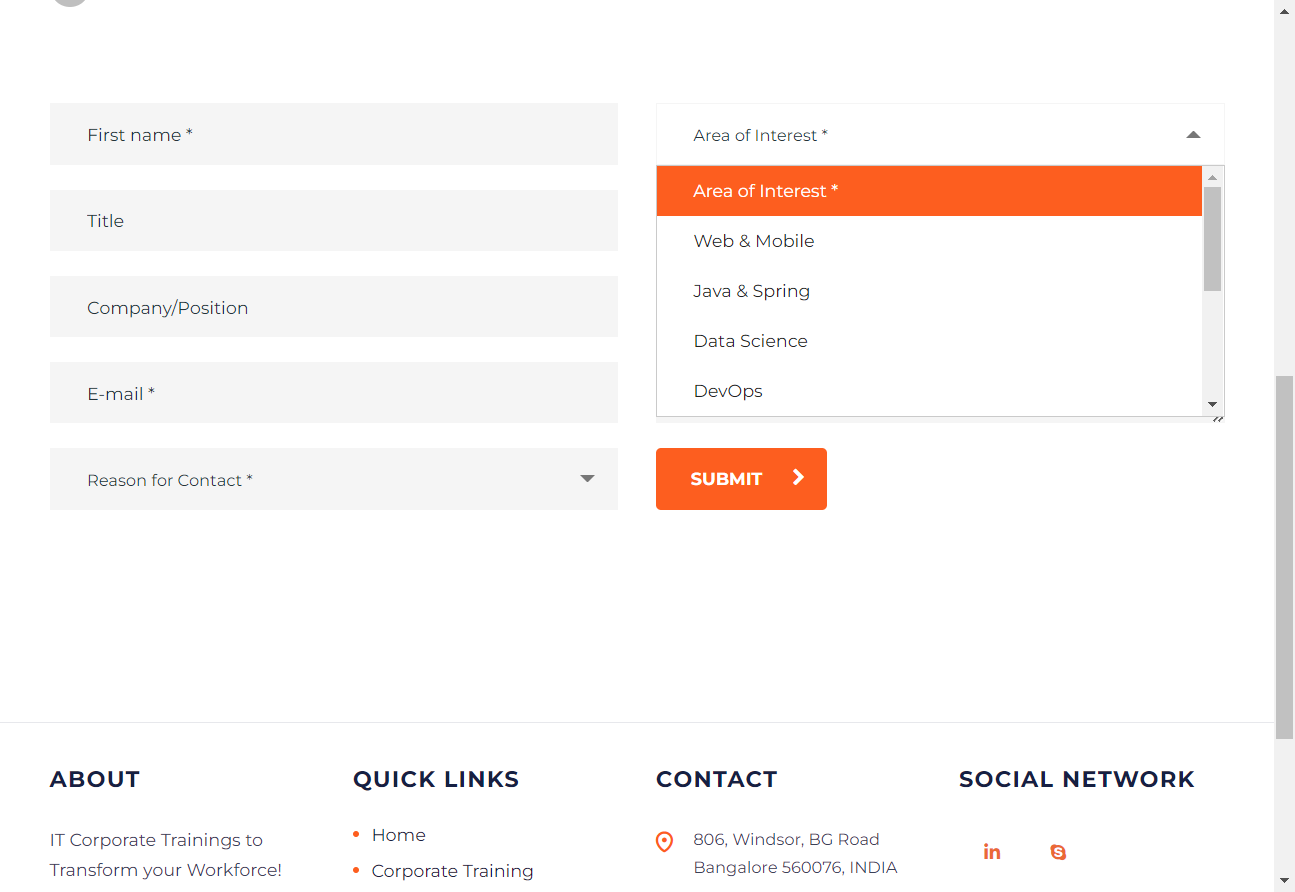 First name *
Title
Company/Position
E-mail *
Reason for Contact *
Area of Interest *
Area of Interest *
Web & Mobile
Java & Spring
Data Science
DevOps
SUBMIT
ABOUT
IT Corporate Trainings to
Transform your Workforce!
QUICK LINKS
Home
Corporate Training
CONTACT
806, Windsor, BG Road
Bangalore 560076, INDIA
SOCIAL NETWORK
in